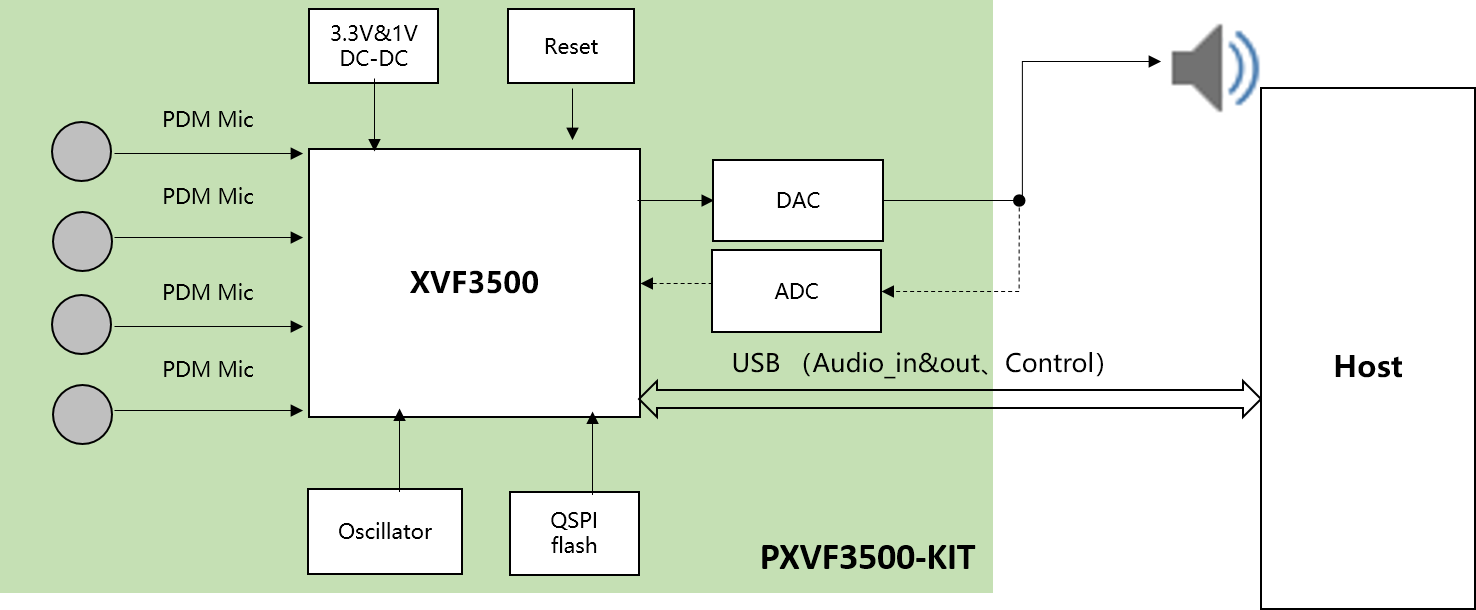 3.3V&1V
DC-DC
Reset
PDM Mic
PDM Mic
PDM Mic
PDM Mic
XVF3500
DAC
ADC
USB （Audio_in&out、Control）
Host
Oscillator
QSPI
flash
PXVF3500-KIT